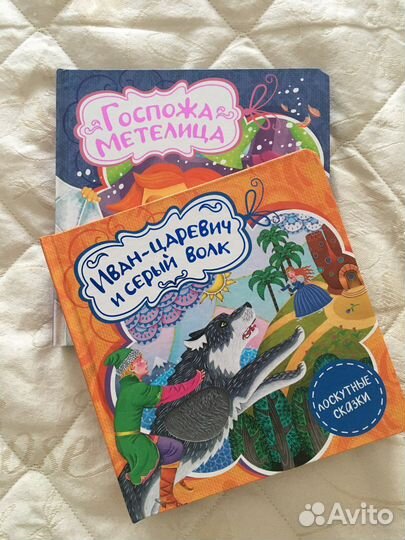 Госпожа
Метелица
Иван-царевич
и серый волк
лоскутные
сказки
Avito